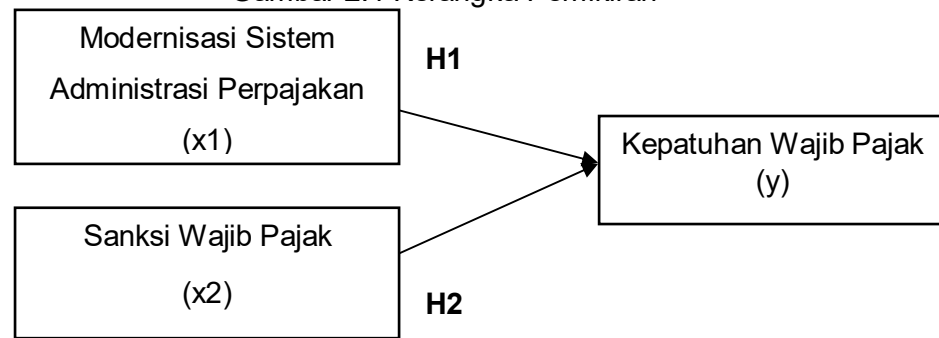 Modernisasi Sistem
Administrasi Perpajakan
(x1)
H1
Kepatuhan Wajib Pajak
(y)
Sanksi Wajib Pajak
(x2)
H2